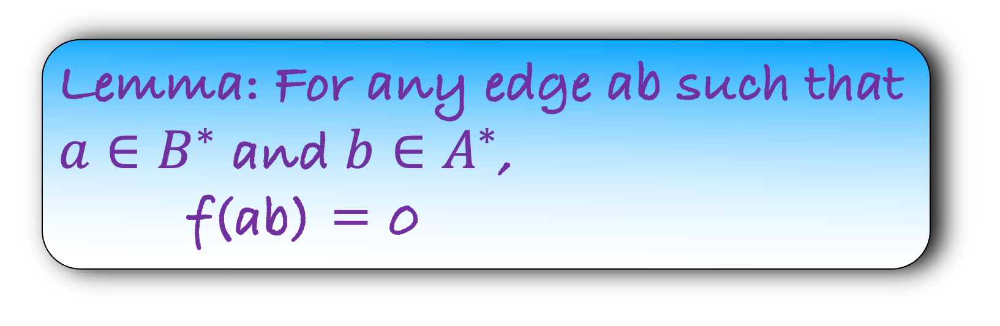 Lemma: For any edge ab such that
a ∈ B* and b ∈ A*,
f(ab) = 0